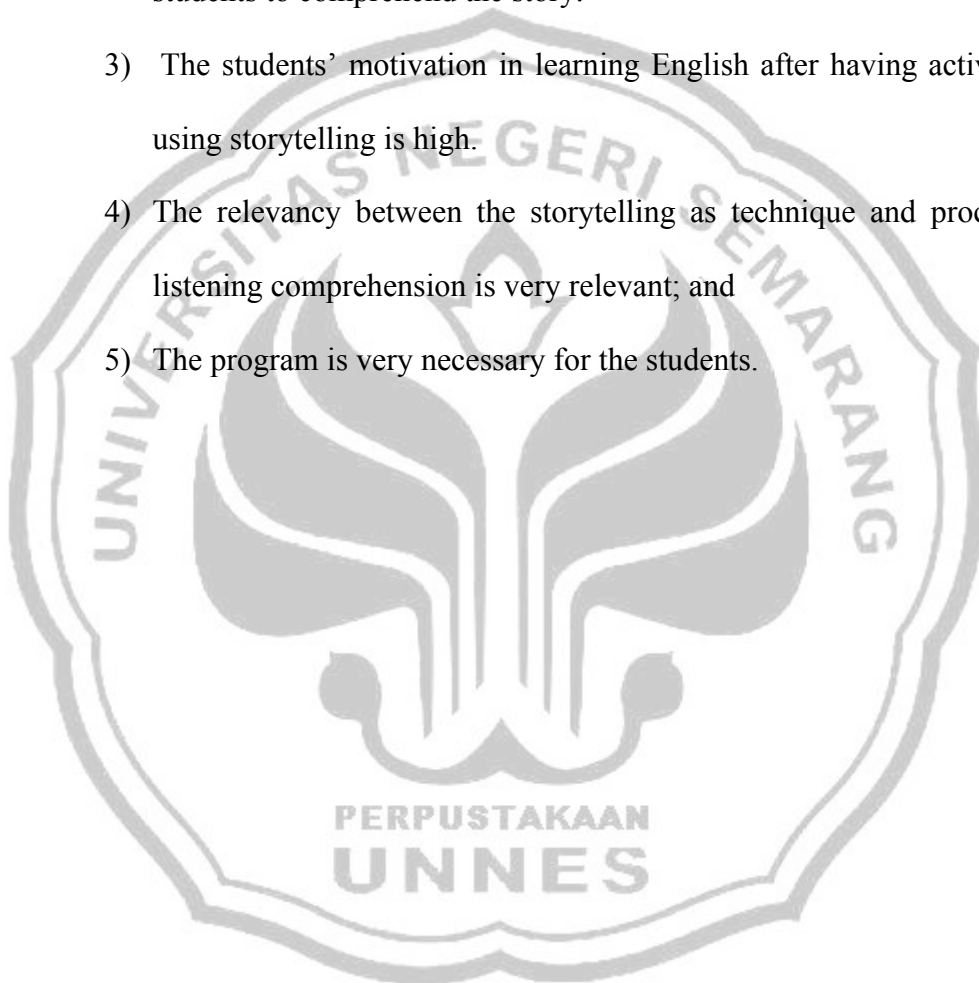 students to comprehend the story.
3) The students’ motivation in learning English after having
using storytelling is high.
4) The relevancy between the storytelling as technique and
listening comprehension is very relevant; and
5) The program is very necessary for the students.
UNIVERSITAS NEGERI SEMARANG
PERPUSTAKAAN
UNNES